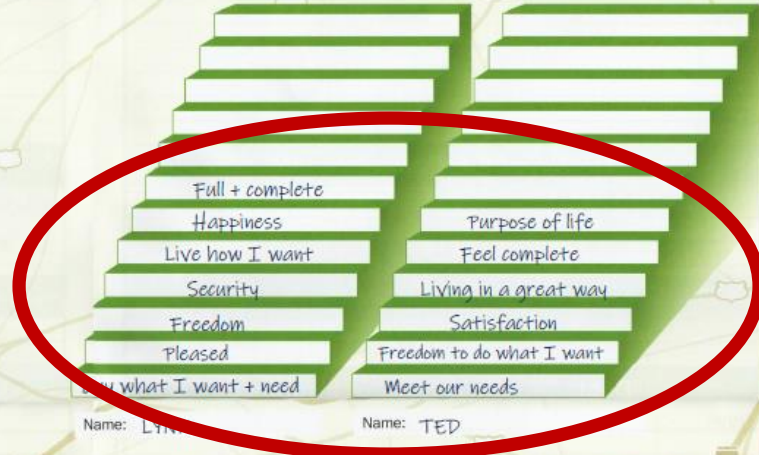 Full + complete
Happiness
Live how I want
Security
Freedom
Pleased
what I want + need
Name:
Purpose of life
Feel complete
Living in a great way
Satisfaction
Freedom to do what I want
Meet our needs
Name: TED